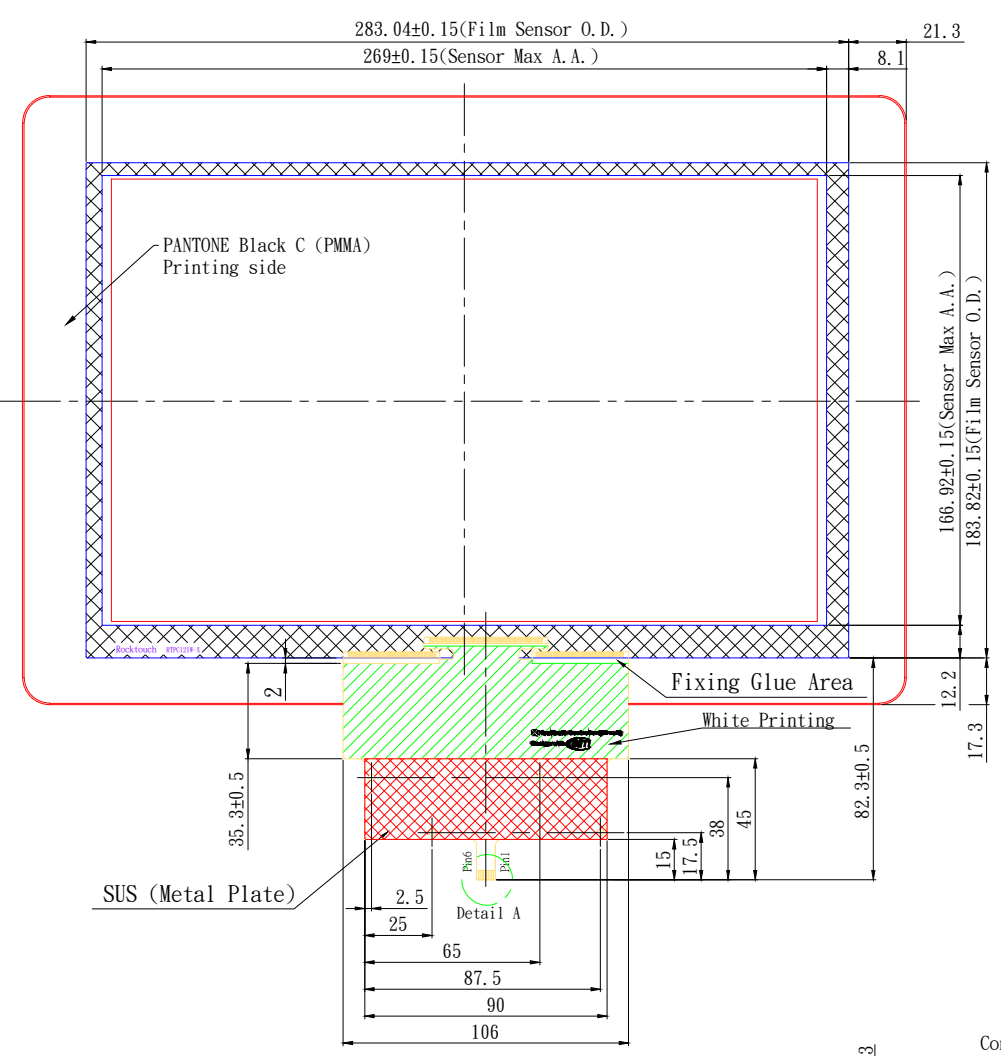 283.04±0.15(Film Sensor O.D.)
21.3
269±0.15(Sensor Max A.A.)
8.1
PANTONE Black C (PMMA)
Printing side
166.92±0.15(Sensor Max A.A.)
183.82±0.15(Film Sensor O.D.)
Rocktouch RTPC121W-X
2
Fixing Glue Area
12.2
17.3
White Printing
35.3±0.5
82.3±0.5
38
45
15
17.5
Pin6
Pin1
SUS (Metal Plate)
2.5
Detail A
25
65
87.5
90
106
3